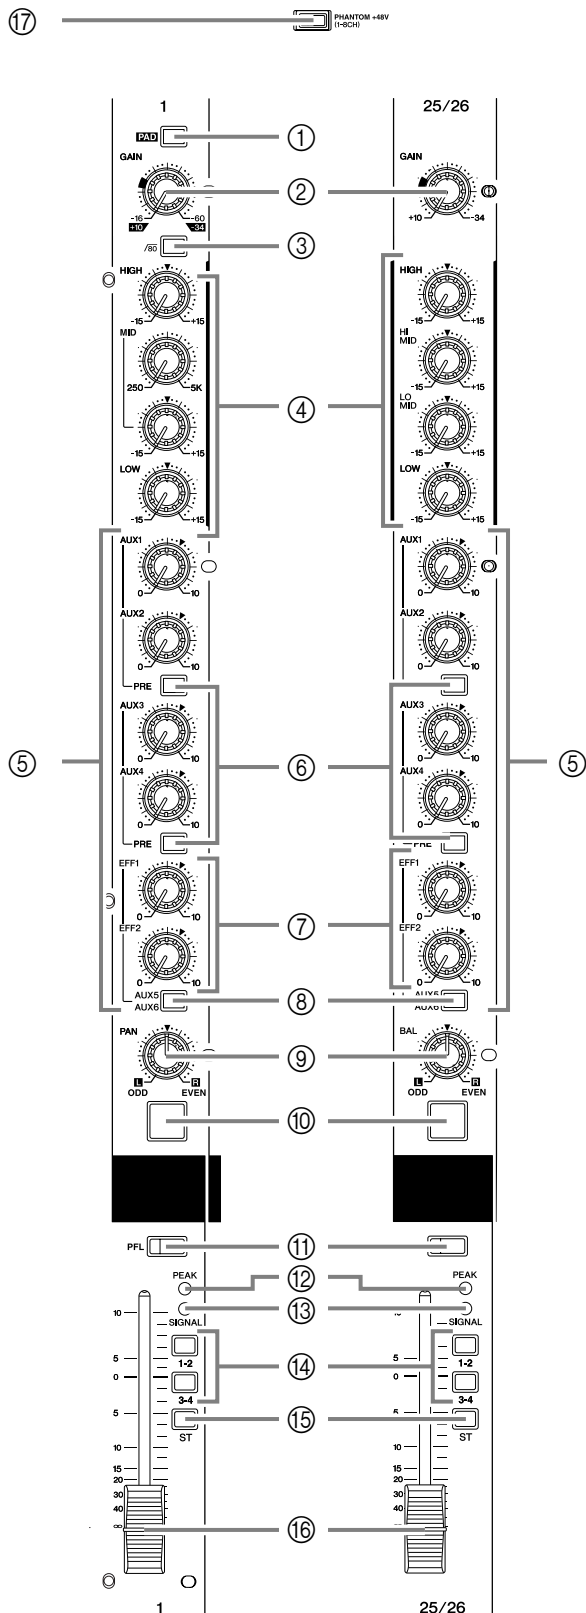 ⑰ PHANTOM +48V
(1-8CH)
1 25/26
PAD ①
GAIN GAIN
②
-16 -60 +10 -34
+10 -34
/80 ③
HIGH HIGH
-15 +15 -15 +15
MID HI
MID
250 5K -15 +15
④ LO
MID
-15 +15 -15 +15
LOW LOW
-15 +15 -15 +15
AUX1 AUX1
0 10 0 10
AUX2 AUX2
0 10 0 10
PRE
AUX3 AUX3
0 10 0 10
⑤ ⑥ ⑤
AUX4 AUX4
0 10 0 10
PRE PRE
EFF1 EFF1
0 10 0 10
⑦
EFF2 EFF2
0 10 0 10
AUX5 ⑧ AUX5
AUX6 AUX6
PAN ⑨ BAL
L R L R
ODD EVEN ODD EVEN
⑩
PFL ⑪
PEAK ⑫ PEAK
10 ⑬ 10
SIGNAL SIGNAL
5 1-2 ⑭ 5 1-2
0 0
3-4 3-4
5 ⑮ 5
ST ST
10 10
15 15
20 20
30 30
40 40
∞ ⑯ ∞
1 25/26